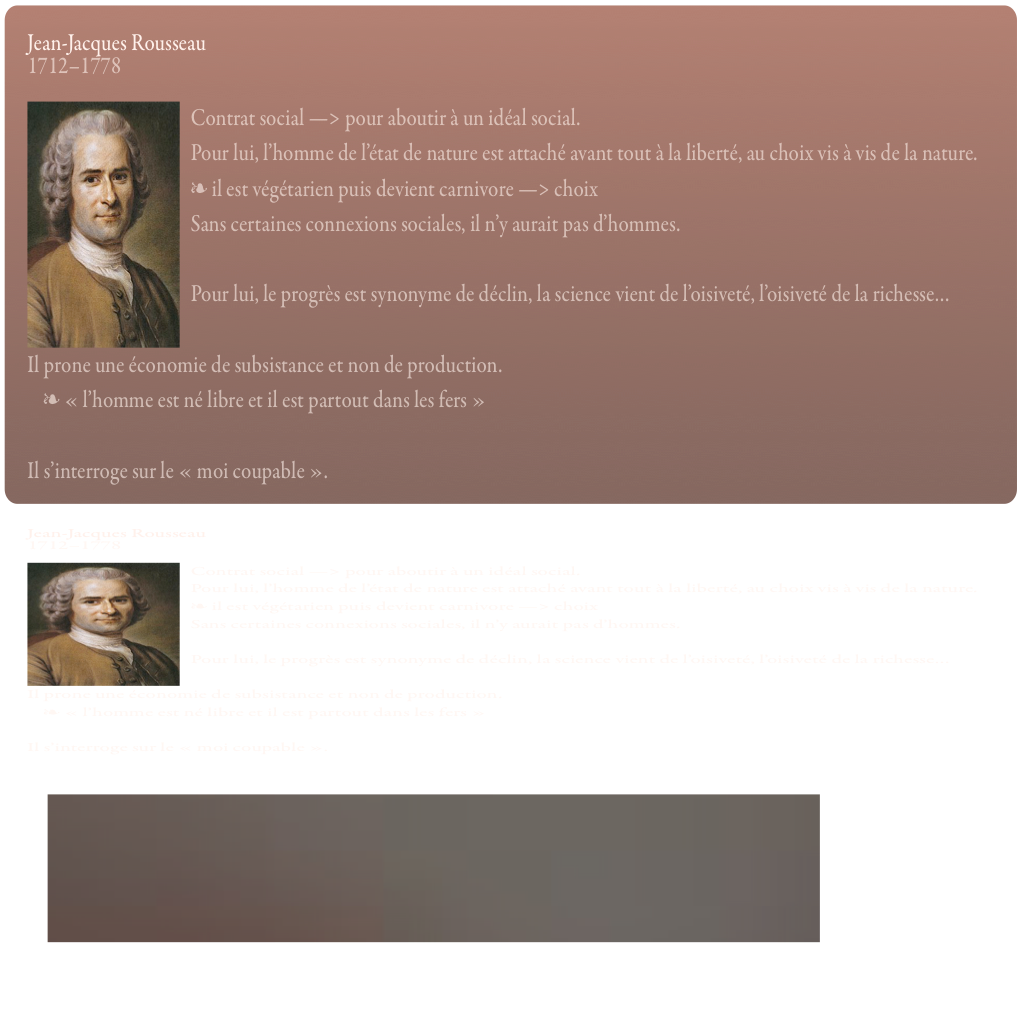 Jean-Jacques Rousseau
1712–1778
Contrat social —> pour aboutir à un idéal social.
Pour lui, l’homme de l’état de nature est attaché avant tout à la liberté, au choix vis à vis de la nature.
❧ il est végétarien puis devient carnivore —> choix
Sans certaines connexions sociales, il n’y aurait pas d’hommes.
Pour lui, le progrès est synonyme de déclin, la science vient de l’oisiveté, l’oisiveté de la richesse…
Il prone une économie de subsistance et non de production.
❧ « l’homme est né libre et il est partout dans les fers »
Il s’interroge sur le « moi coupable ».
Jean-Jacques Rousseau
1712–1778
Contrat social —> pour aboutir à un idéal social.
Pour lui, l’homme de l’état de nature est attaché avant tout à la liberté, au choix vis à vis de la nature.
❧ il est végétarien puis devient carnivore —> choix
Sans certaines connexions sociales, il n’y aurait pas d’hommes.
Pour lui, le progrès est synonyme de déclin, la science vient de l’oisiveté, l’oisiveté de la richesse…
Il prone une économie de subsistance et non de production.
❧ « l’homme est né libre et il est partout dans les fers »
Il s’interroge sur le « moi coupable ».